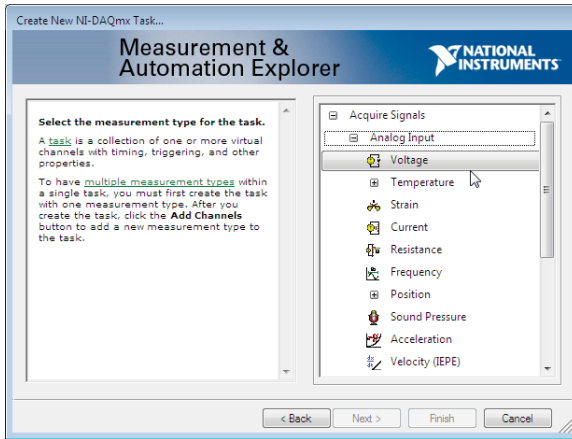 Create New NI-DAQmx Task...
Measurement &
Automation Explorer
NATIONAL
INSTRUMENTS
Select the measurement type for the task.
A task is a collection of one or more virtual
channels with timing, triggering, and other
properties.
To have multiple measurement types within
a single task, you must first create the task
with one measurement type. After you
create the task, click the Add Channels
button to add a new measurement type to
the task.
Acquire Signals
Analog Input
Voltage
Temperature
Strain
Current
Resistance
Frequency
Position
Sound Pressure
Acceleration
Velocity (IEPE)
< Back
Next >
Finish
Cancel